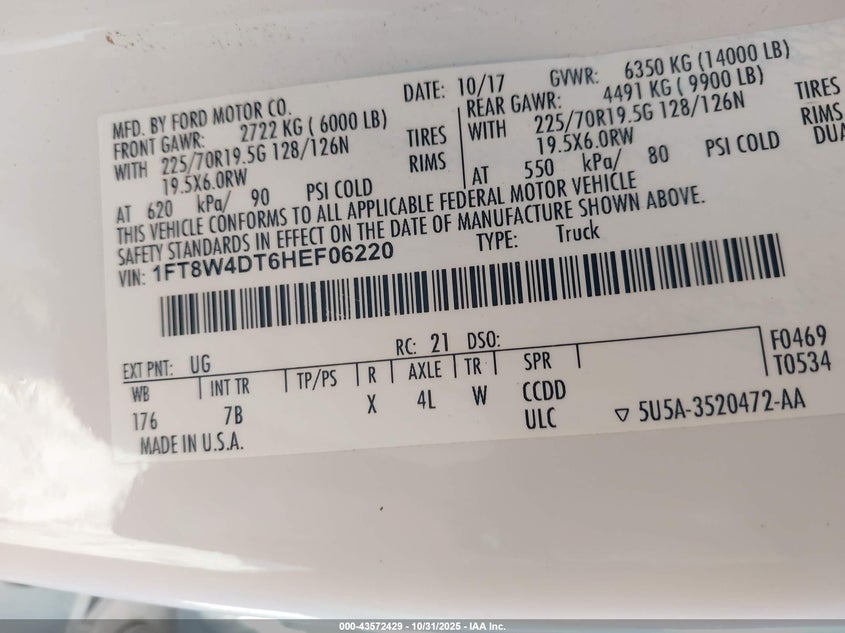 MFD. BY FORD MOTOR CO.
DATE: 10/17 GVWR: 6350 KG (14000 LB)
FRONT GAWR: 2722 KG ( 6000 LB)
REAR GAWR: 4491 KG ( 9900 LB)
WITH 225/70R19.5G 128/126N TIRES
WITH 225/70R19.5G 128/126N TIRES
19.5X6.0RW RIMS
19.5X6.0RW RIMS
AT 620 kPa/ 90 PSI COLD
AT 550 kPa/ 80 PSI COLD DUA
THIS VEHICLE CONFORMS TO ALL APPLICABLE FEDERAL MOTOR VEHICLE
SAFETY STANDARDS IN EFFECT ON THE DATE OF MANUFACTURE SHOWN ABOVE.
VIN: 1FT8W4DT6HEF06220 TYPE: Truck
EXT PNT: UG RC: 21 DSO: F0469
WB INT TR TP/PS R AXLE TR SPR T0534
176 7B X 4L W CCDD
ULC ▽ 5U5A-3520472-AA
MADE IN U.S.A.
000-43572429 - 10/31/2025 - IAA Inc.